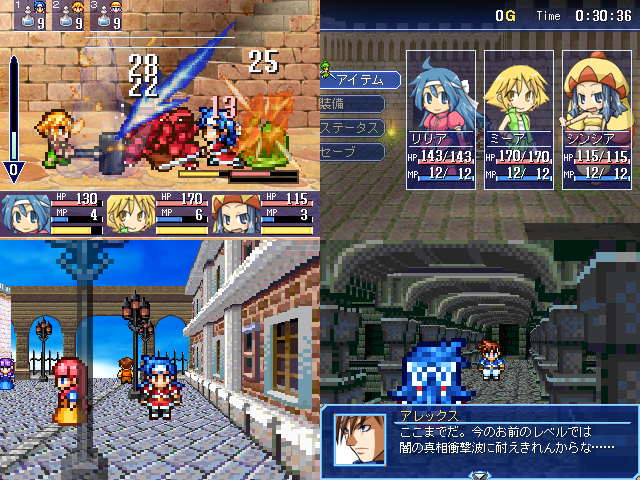 1 2 3
9 9 9
28
22
25
13
0
HP 130
MP 4
HP 170
MP 6
HP 115
MP 3
0G Time 0:30:36
アイテム
装備
ステータス
セーブ
リリア
HP 143/143
MP 12/ 12
ミーア
HP 170/170
MP 12/ 12
シンシア
HP 115/115
MP 12/ 12
アレックス
ここまでだ。今のお前のレベルでは
闇の真相衝撃波に耐えきれんからな……